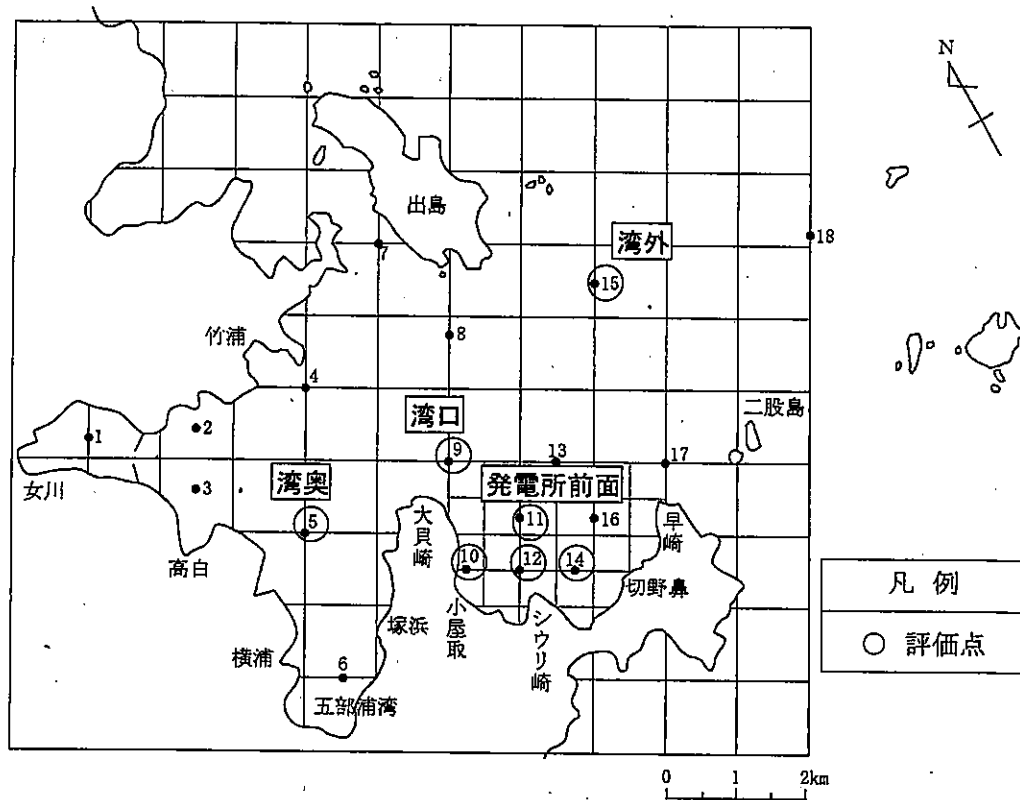 N
出島
湾外
18
7
15
竹浦
8
4
湾口
二股島
1
2
9
13
17
女川
3
湾奥
発電所前面
5
大貝崎
11
16
早崎
高白
10
12
14
切野鼻
凡例
○ 評価点
塚浜
小屋取
シウリ崎
横浦
6
五部浦湾
0 1 2km